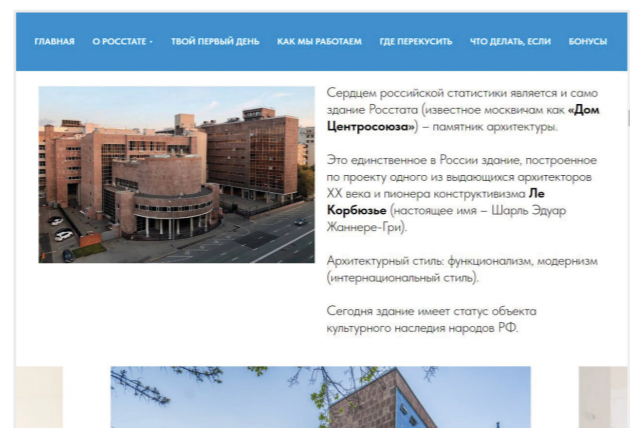 ГЛАВНАЯ О РОССТАТЕ ТВОЙ ПЕРВЫЙ ДЕНЬ КАК МЫ РАБОТАЕМ ГДЕ ПЕРЕКУСИТЬ ЧТО ДЕЛАТЬ, ЕСЛИ БОНУСЫ
Сердцем российской статистики является и само
здание Росстата (известное москвичам как «Дом
Центросоюза») – памятник архитектуры.
Это единственное в России здание, построенное
по проекту одного из выдающихся архитекторов
XX века и пионера конструктивизма Ле
Корбюзье (настоящее имя – Шарль Эдуар
Жаннере-Гри).
Архитектурный стиль: функционализм, модернизм
(интернациональный стиль).
Сегодня здание имеет статус объекта
культурного наследия народов РФ.